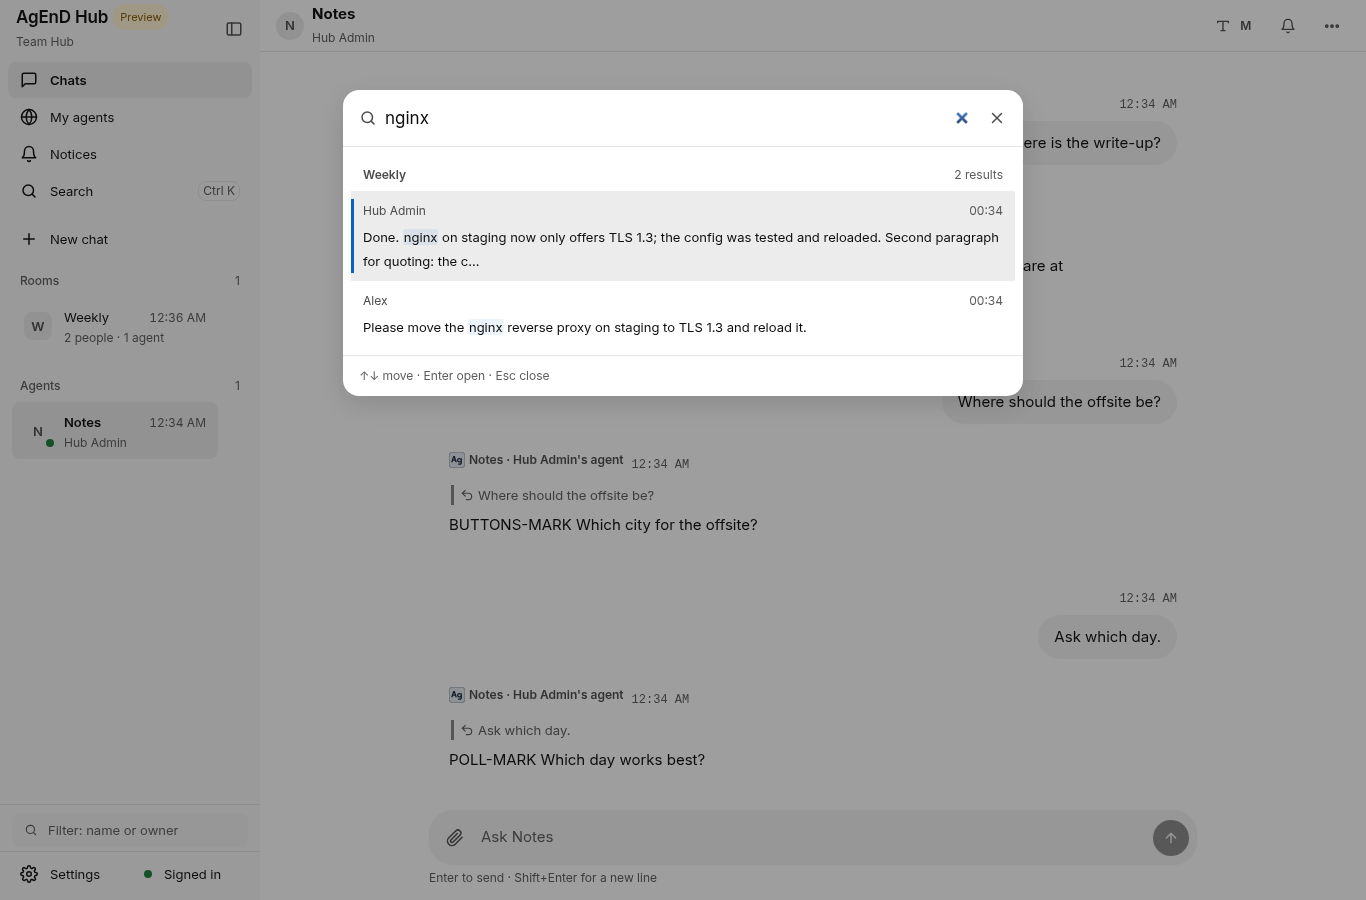 AgEnD Hub Preview
Team Hub
Chats
My agents
Notices
Search Ctrl K
New chat
Rooms 1
W Weekly 12:36 AM
2 people · 1 agent
Agents 1
N Notes 12:34 AM
Hub Admin
Filter: name or owner
Settings Signed in
N Notes
Hub Admin
T M
nginx
Weekly 2 results
Hub Admin 00:34
Done. nginx on staging now only offers TLS 1.3; the config was tested and reloaded. Second paragraph
for quoting: the c...
Alex 00:34
Please move the nginx reverse proxy on staging to TLS 1.3 and reload it.
↑↓ move · Enter open · Esc close
12:34 AM
ere is the write-up?
are at
12:34 AM
Where should the offsite be?
Ag Notes · Hub Admin's agent 12:34 AM
Where should the offsite be?
BUTTONS-MARK Which city for the offsite?
12:34 AM
Ask which day.
Ag Notes · Hub Admin's agent 12:34 AM
Ask which day.
POLL-MARK Which day works best?
Ask Notes
Enter to send · Shift+Enter for a new line